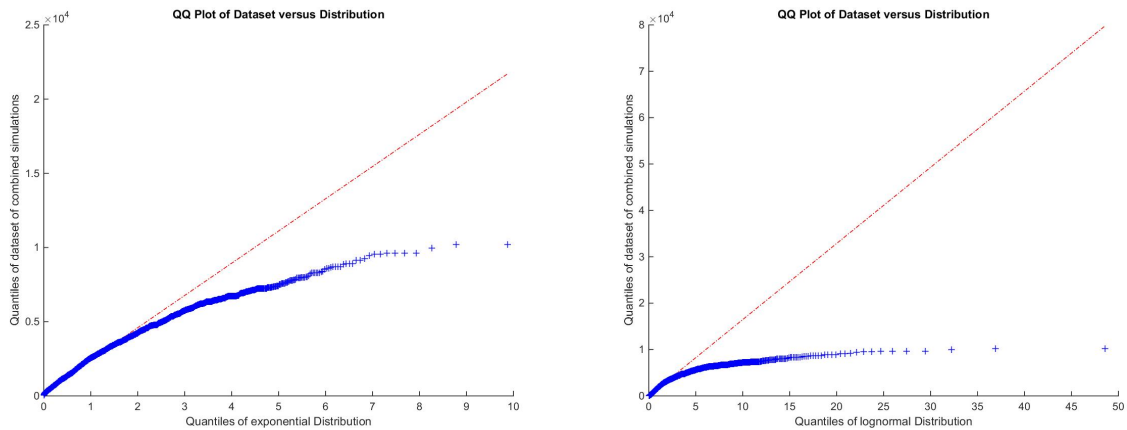 QQ Plot of Dataset versus Distribution
×10^4
2.5
2
1.5
1
0.5
0
Quantiles of dataset of combined simulations
0 1 2 3 4 5 6 7 8 9 10
Quantiles of exponential Distribution
QQ Plot of Dataset versus Distribution
×10^4
8
7
6
5
4
3
2
1
0
Quantiles of dataset of combined simulations
0 5 10 15 20 25 30 35 40 45 50
Quantiles of lognormal Distribution